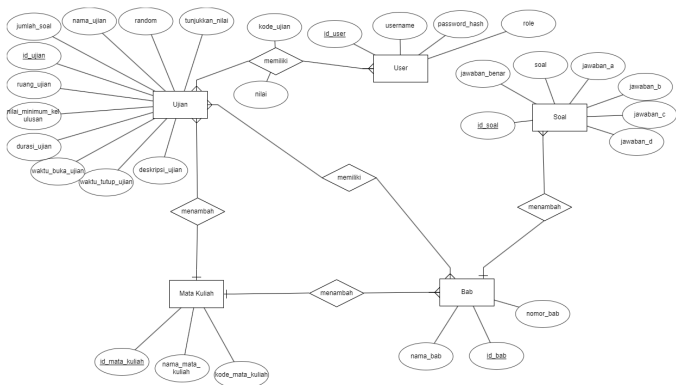 jumlah_soal
nama_ujian
random
tunjukkan_nilai
kode_ujian
id_user
username
password_hash
role
id_ujian
memiliki
User
soal
jawaban_a
jawaban_benar
jawaban_b
ruang_ujian
Ujian
nilai
nilai_minimum_kel
ulusan
Soal
jawaban_c
id_soal
jawaban_d
durasi_ujian
waktu_buka_ujian
waktu_tutup_ujian
deskripsi_ujian
memiliki
menambah
menambah
Mata Kuliah
menambah
Bab
nomor_bab
id_mata_kuliah
nama_mata_
kuliah
kode_mata_kuliah
nama_bab
id_bab